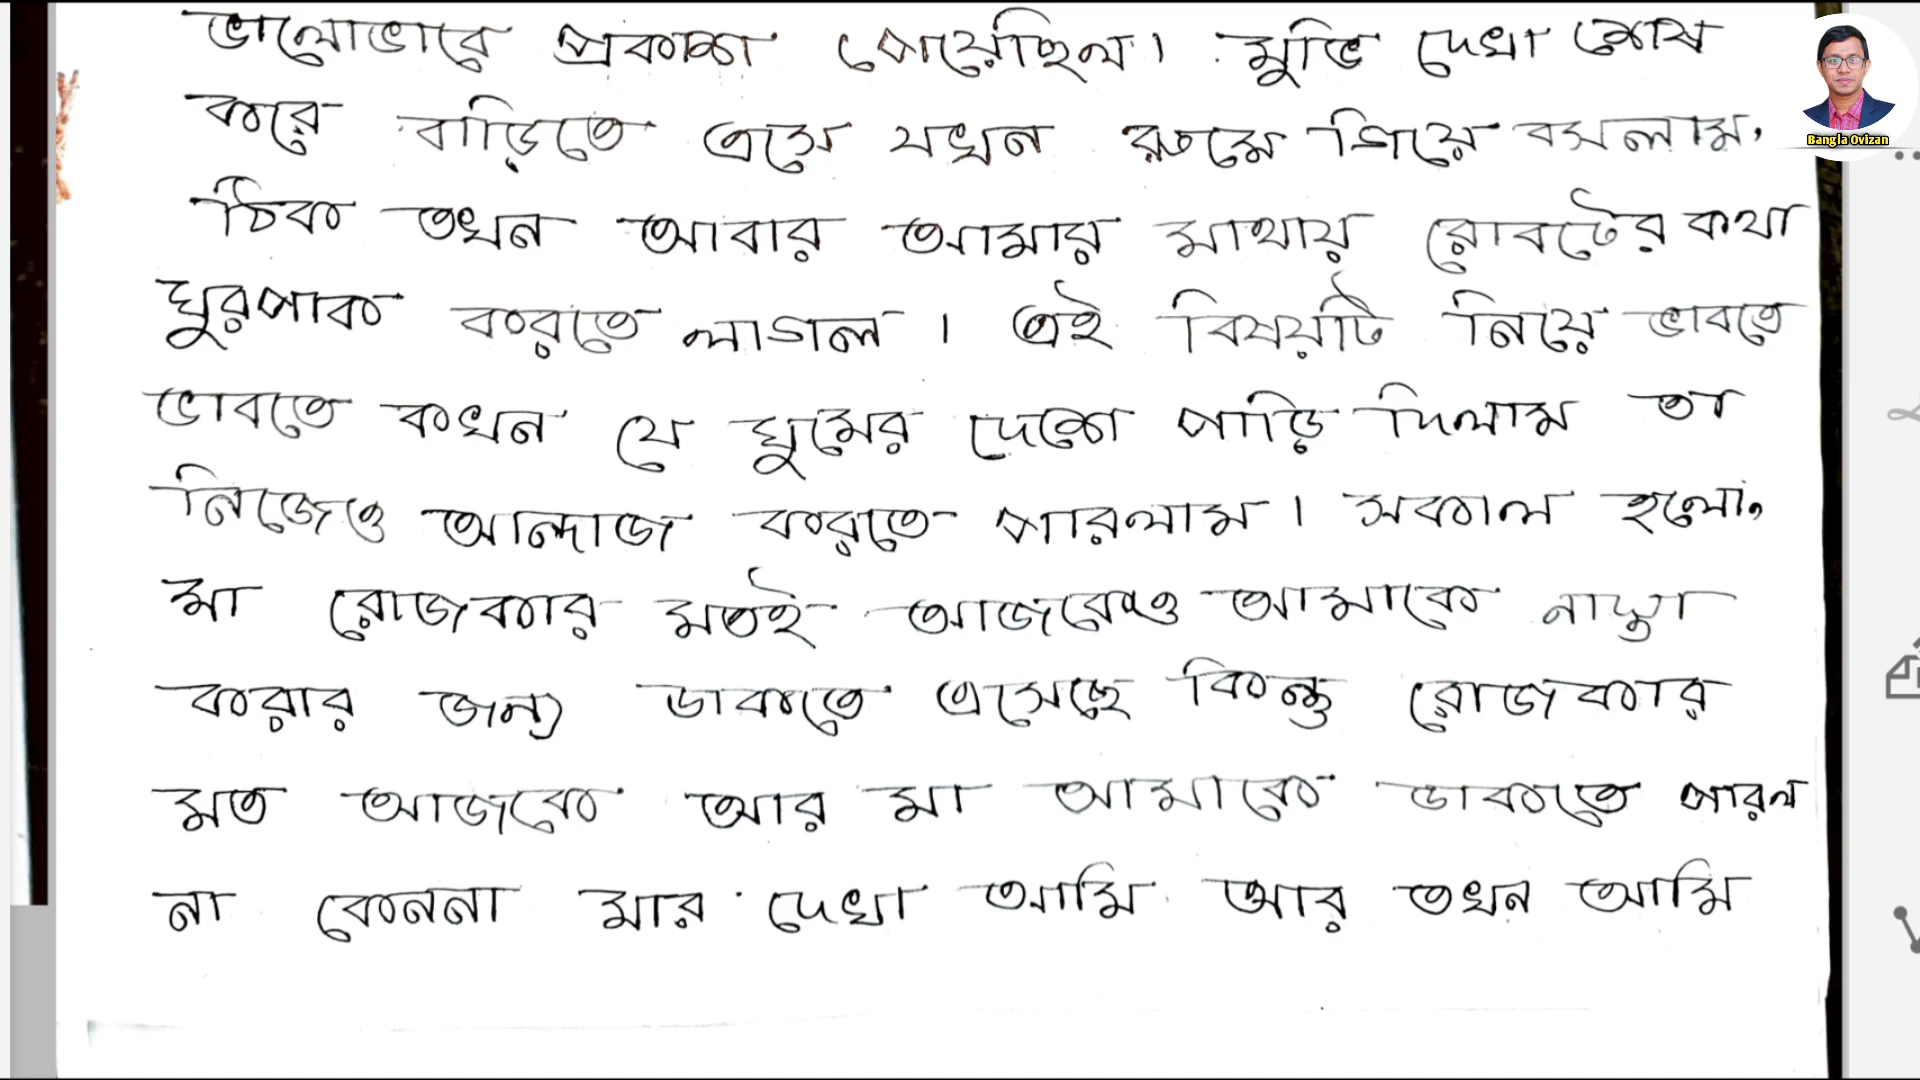 ভালোভাবে প্রকাশ পেয়েছিল। মুভি দেখা শেষ
করে বাড়িতে এসে যখন রুমে গিয়ে বসলাম,
ঠিক তখন আবার আমার মাথায় রোবটের কথা
ঘুরপাক করতে লাগল। এই বিষয়টি নিয়ে ভাবতে
ভাবতে কখন যে ঘুমের দেশে পাড়ি দিলাম তা
নিজেও আন্দাজ করতে পারলাম। সকাল হলো,
মা রোজকার মতই আজকেও আমাকে নাস্তা
করার জন্য ডাকতে এসেছে কিন্তু রোজকার
মত আজকে আর মা আমাকে ডাকতে পারল
না কেননা মার দেখা আমি আর তখন আমি
Bangla Ovizan